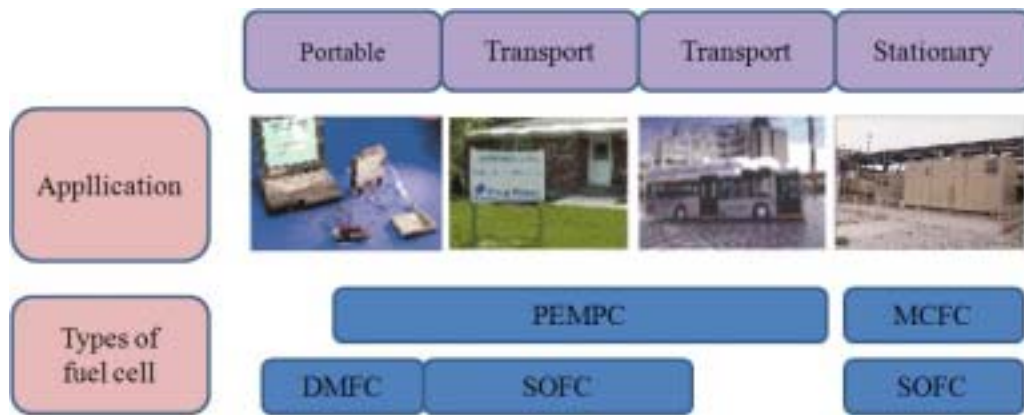 Portable
Transport
Transport
Stationary
Appllication
Types of
fuel cell
PEMPC
MCFC
DMFC
SOFC
SOFC